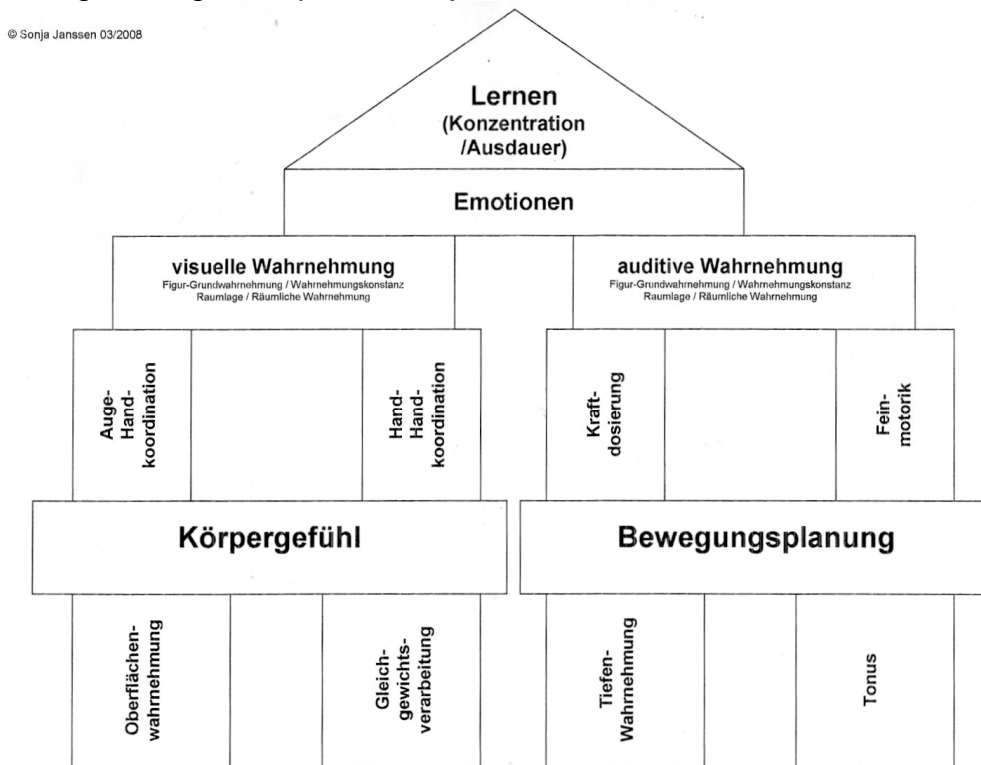 © Sonja Janssen 03/2008
Lernen
(Konzentration
/Ausdauer)
Emotionen
visuelle Wahrnehmung
Figur-Grundwahrnehmung / Wahrnehmungskonstanz
Raumlage / Räumliche Wahrnehmung
auditive Wahrnehmung
Figur-Grundwahrnehmung / Wahrnehmungskonstanz
Raumlage / Räumliche Wahrnehmung
Auge-
Hand-
koordination
Hand
Hand
koordination
Kraft-
dosierung
Fein-
motorik
Körpergefühl
Bewegungsplanung
Oberflächen-
wahrnehmung
Gleich-
gewichts-
verarbeitung
Tiefen-
Wahrnehmung
Tonus